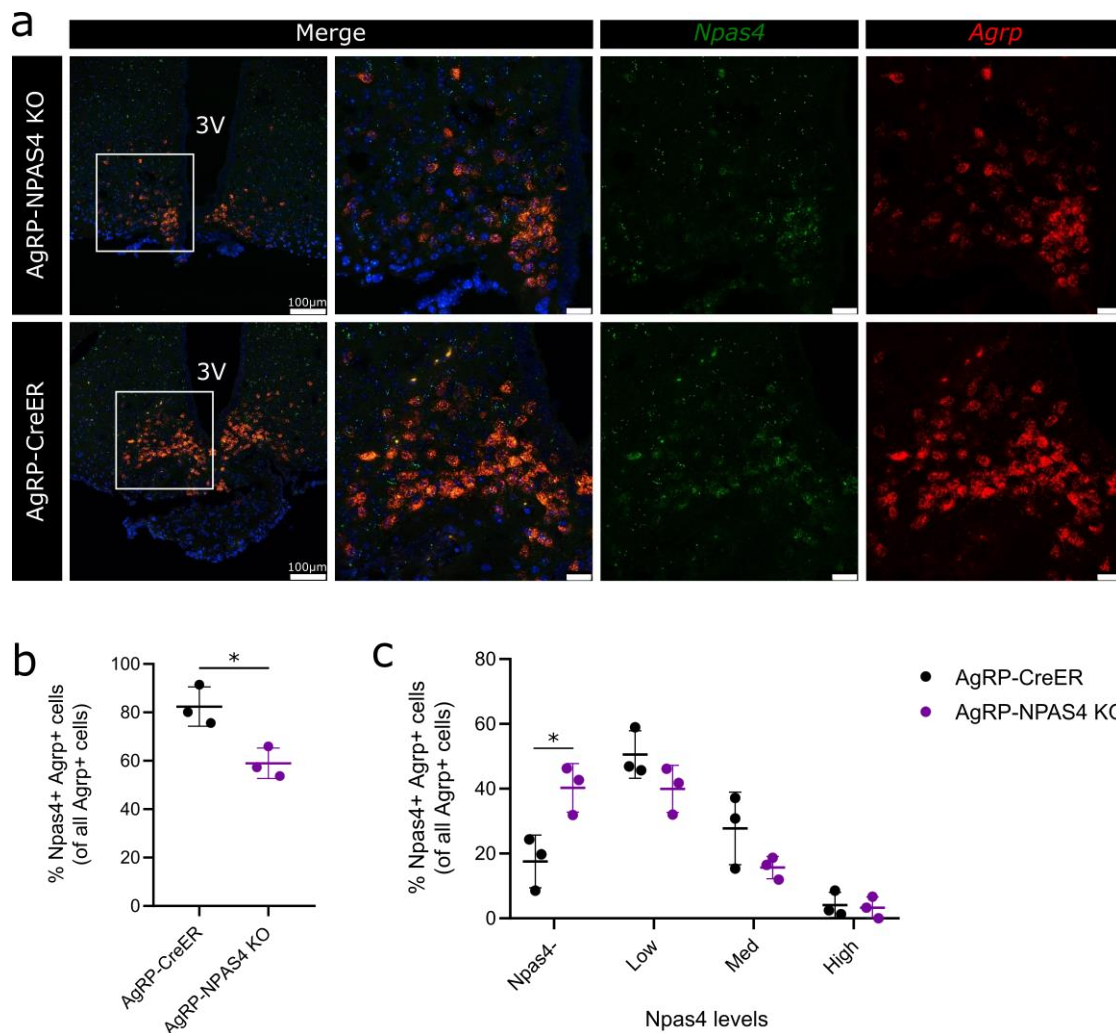 a
Merge
Npas4
Agrp
AgRP-NPAS4 KO
3V
100µm
AgRP-CreER
3V
100µm
b
% Npas4+ Agrp+ cells
(of all Agrp+ cells)
100
80
60
40
20
0
*
AgRP-CreER
AgRP-NPAS4 KO
c
% Npas4+ Agrp+ cells
(of all Agrp+ cells)
80
60
40
20
0
*
Npas4-
Low
Med
High
Npas4 levels
AgRP-CreER
AgRP-NPAS4 KO